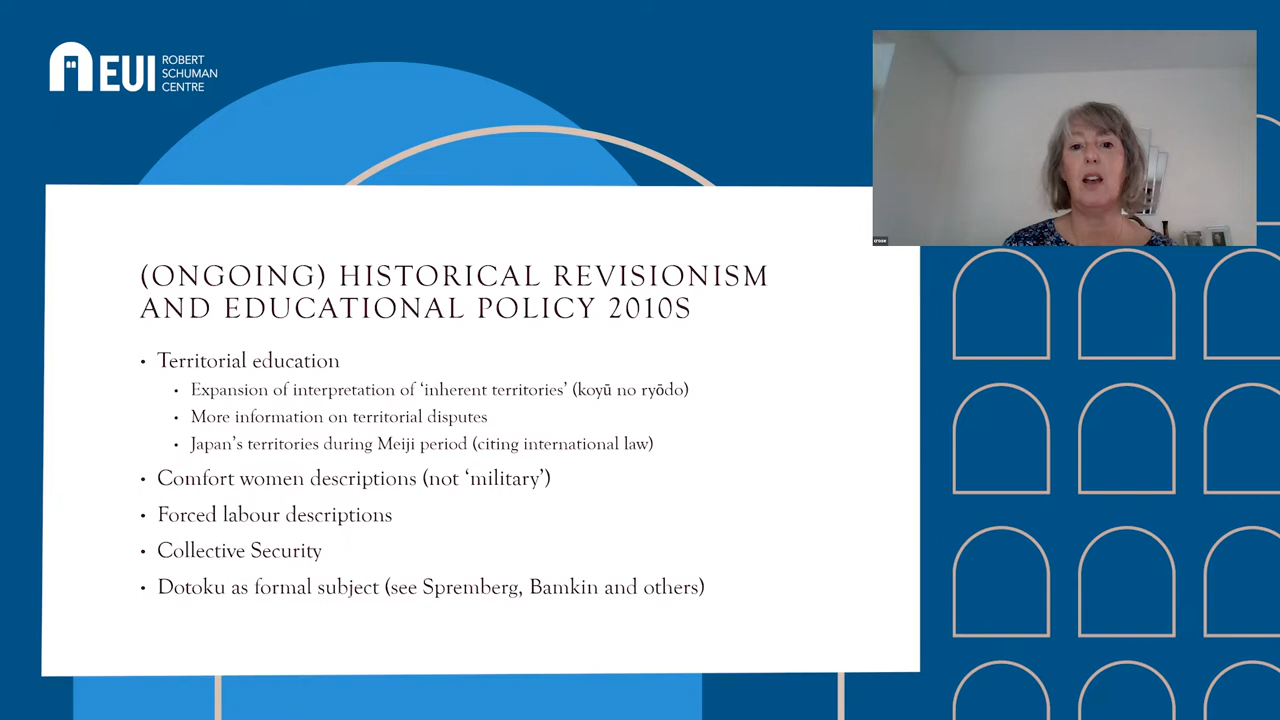 EUI
ROBERT
SCHUMAN
CENTRE
(ONGOING) HISTORICAL REVISIONISM
AND EDUCATIONAL POLICY 2010S
• Territorial education
• Expansion of interpretation of ‘inherent territories’ (koyū no ryōdo)
• More information on territorial disputes
• Japan’s territories during Meiji period (citing international law)
• Comfort women descriptions (not ‘military’)
• Forced labour descriptions
• Collective Security
• Dotoku as formal subject (see Spremberg, Bamkin and others)